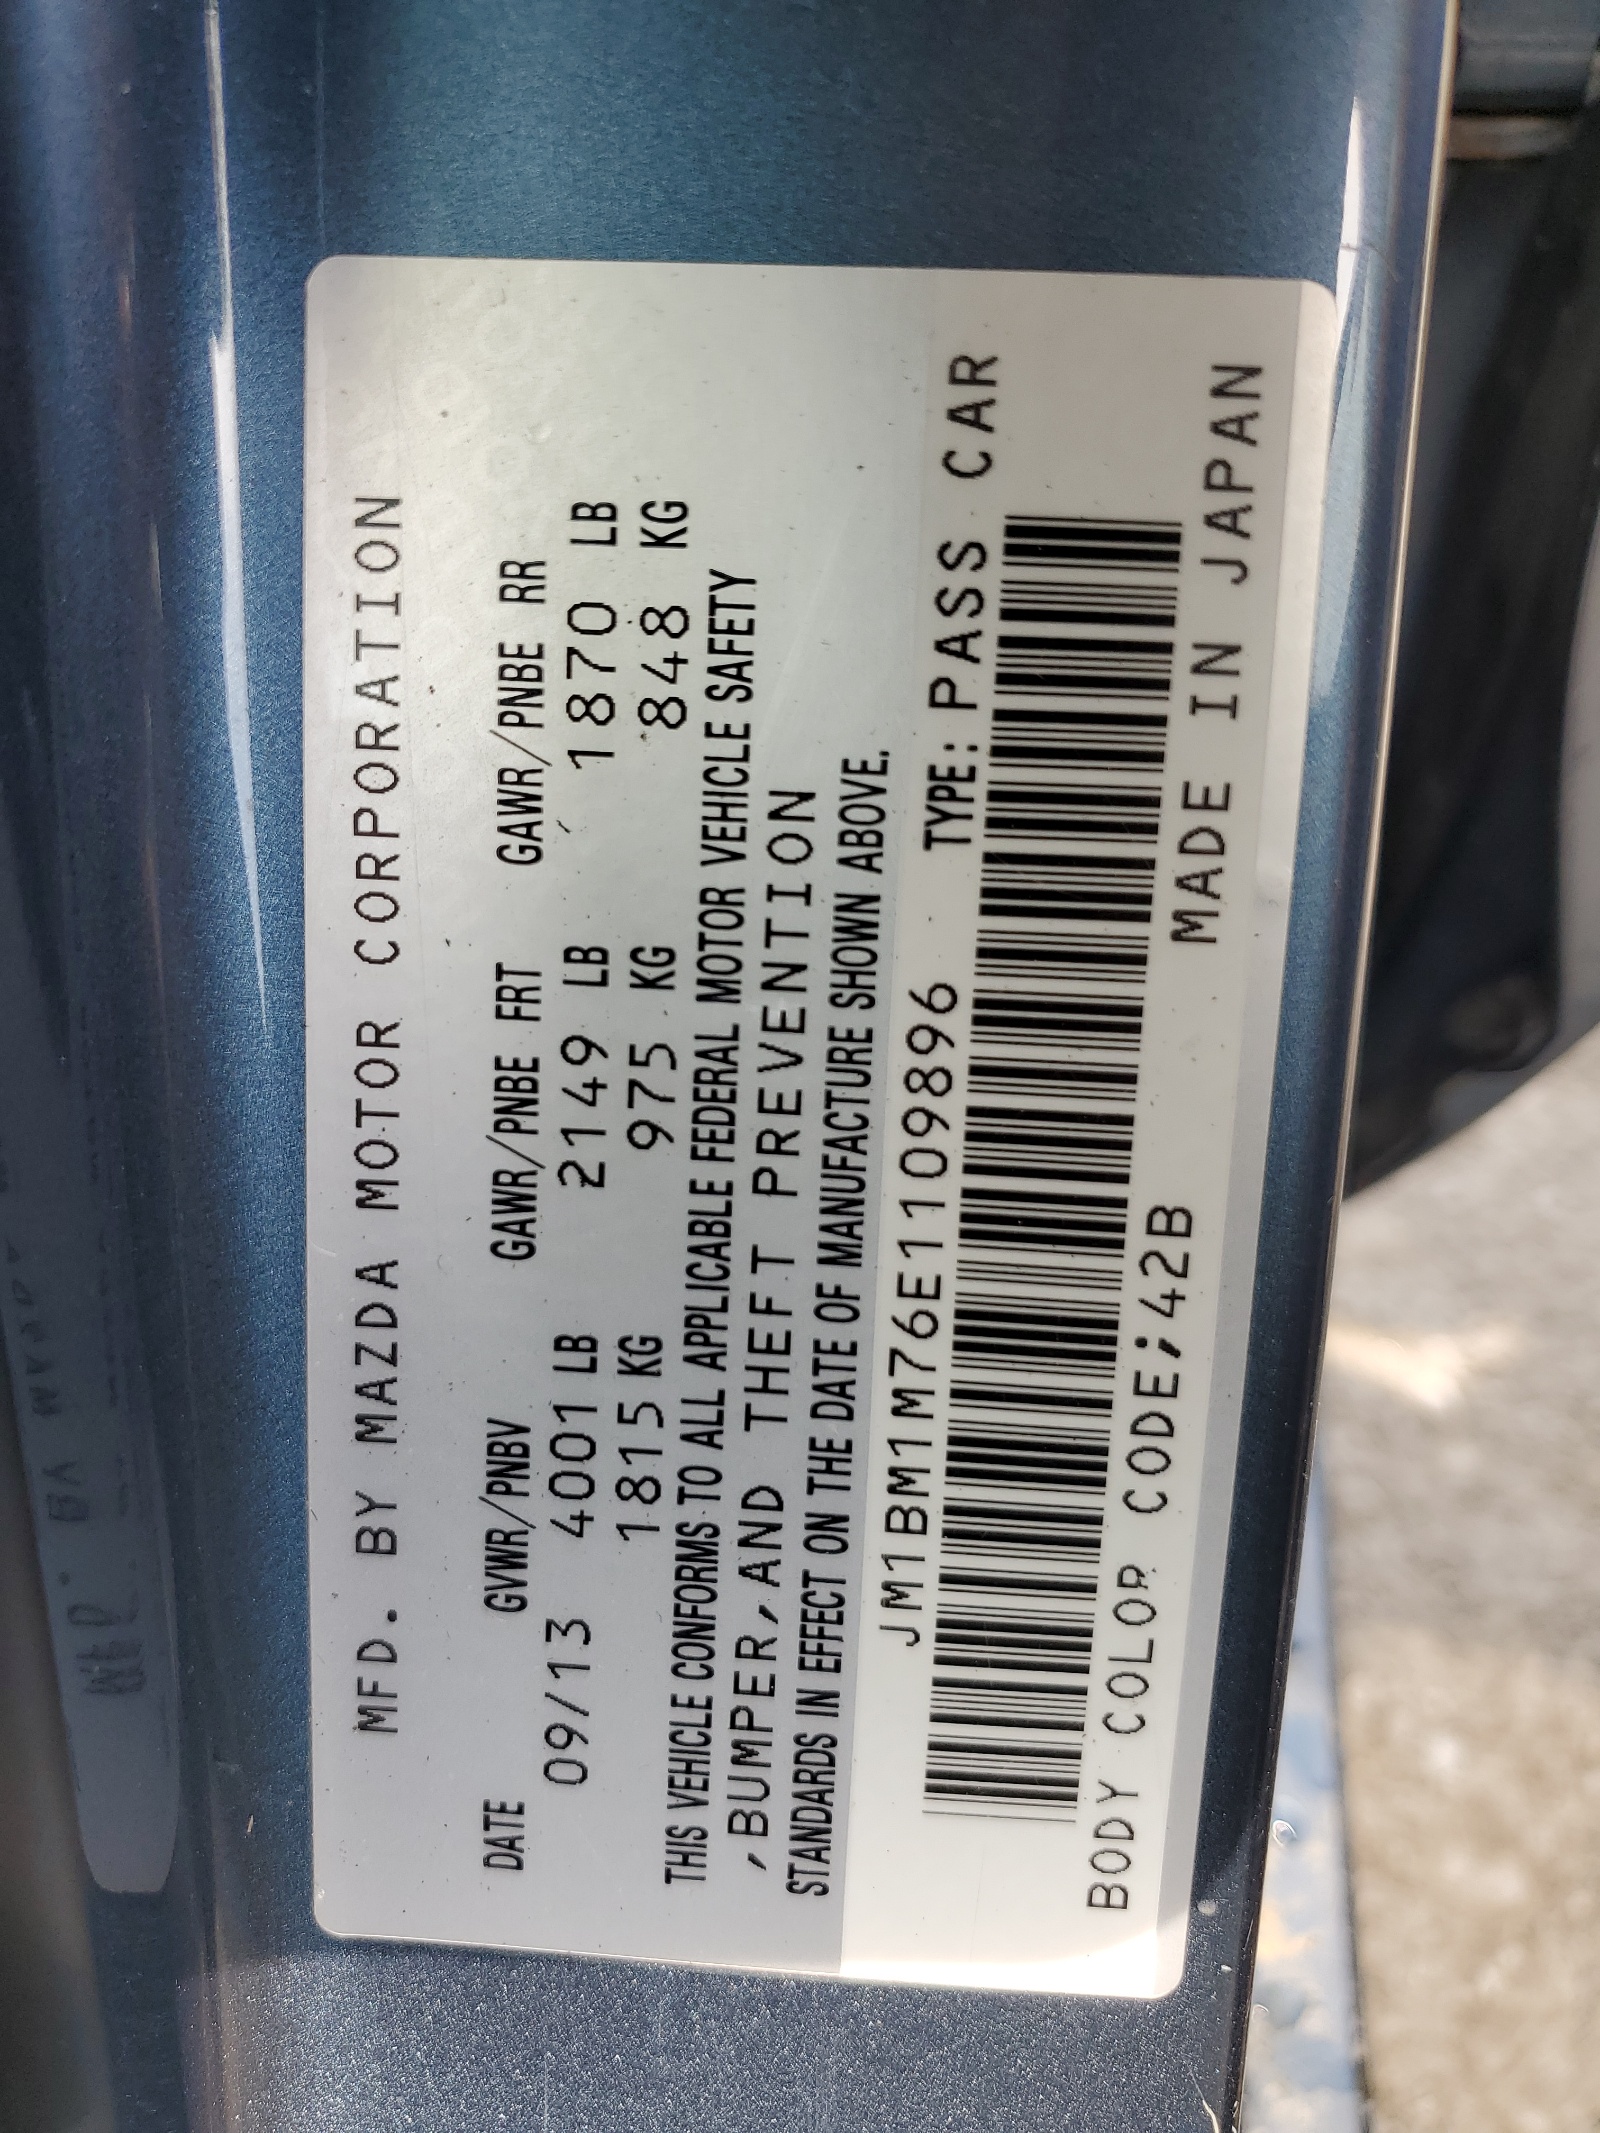 MFD. BY MAZDA MOTOR CORPORATION
DATE GVWR/PNBV GAWR/PNBE FRT GAWR/PNBE RR
09/13 4001 LB 2149 LB 1870 LB
1815 KG 975 KG 848 KG
THIS VEHICLE CONFORMS TO ALL APPLICABLE FEDERAL MOTOR VEHICLE SAFETY
,BUMPER,AND THEFT PREVENTION
STANDARDS IN EFFECT ON THE DATE OF MANUFACTURE SHOWN ABOVE.
JM1BM1M76E1109896 TYPE: PASS CAR
BODY COLOR CODE;42B MADE IN JAPAN